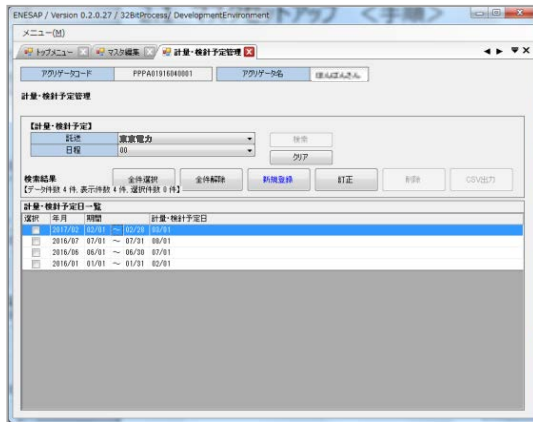 ENESAP / Version 0.2.0.27 / 32BitProcess/ DevelopmentEnvironment
メニュー(M)
トップメニュー マスタ編集 計量・検針予定管理
アグリゲータコード PPPA01916040001 アグリゲータ名
計量・検針予定管理
【計量・検針予定】
託送 東京電力 検索
日程 00 クリア
検索結果 全件選択 全件解除 新規登録 訂正 削除 CSV出力
【データ件数 4 件, 表示件数 4 件, 選択件数 0 件】
計量・検針予定日一覧
選択 年月 期間 計量・検針予定日
2017/02 02/01 ～ 02/28 03/01
2016/07 07/01 ～ 07/31 08/01
2016/06 06/01 ～ 06/30 07/01
2016/01 01/01 ～ 01/31 02/01